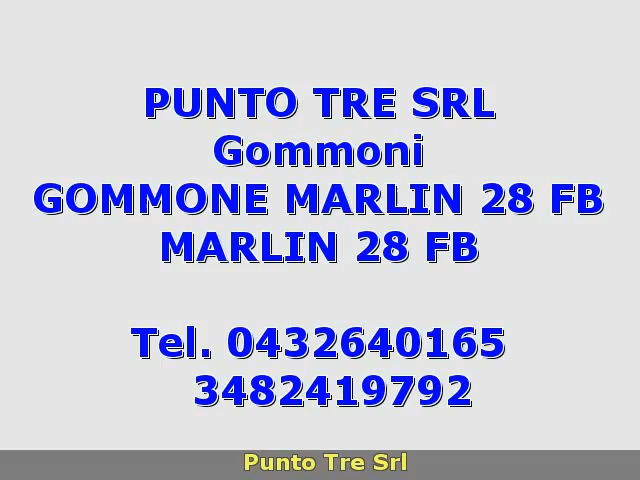 PUNTO TRE SRL
Gommoni
GOMMONE MARLIN 28 FB
MARLIN 28 FB
Tel. 0432640165
3482419792
Punto Tre Srl